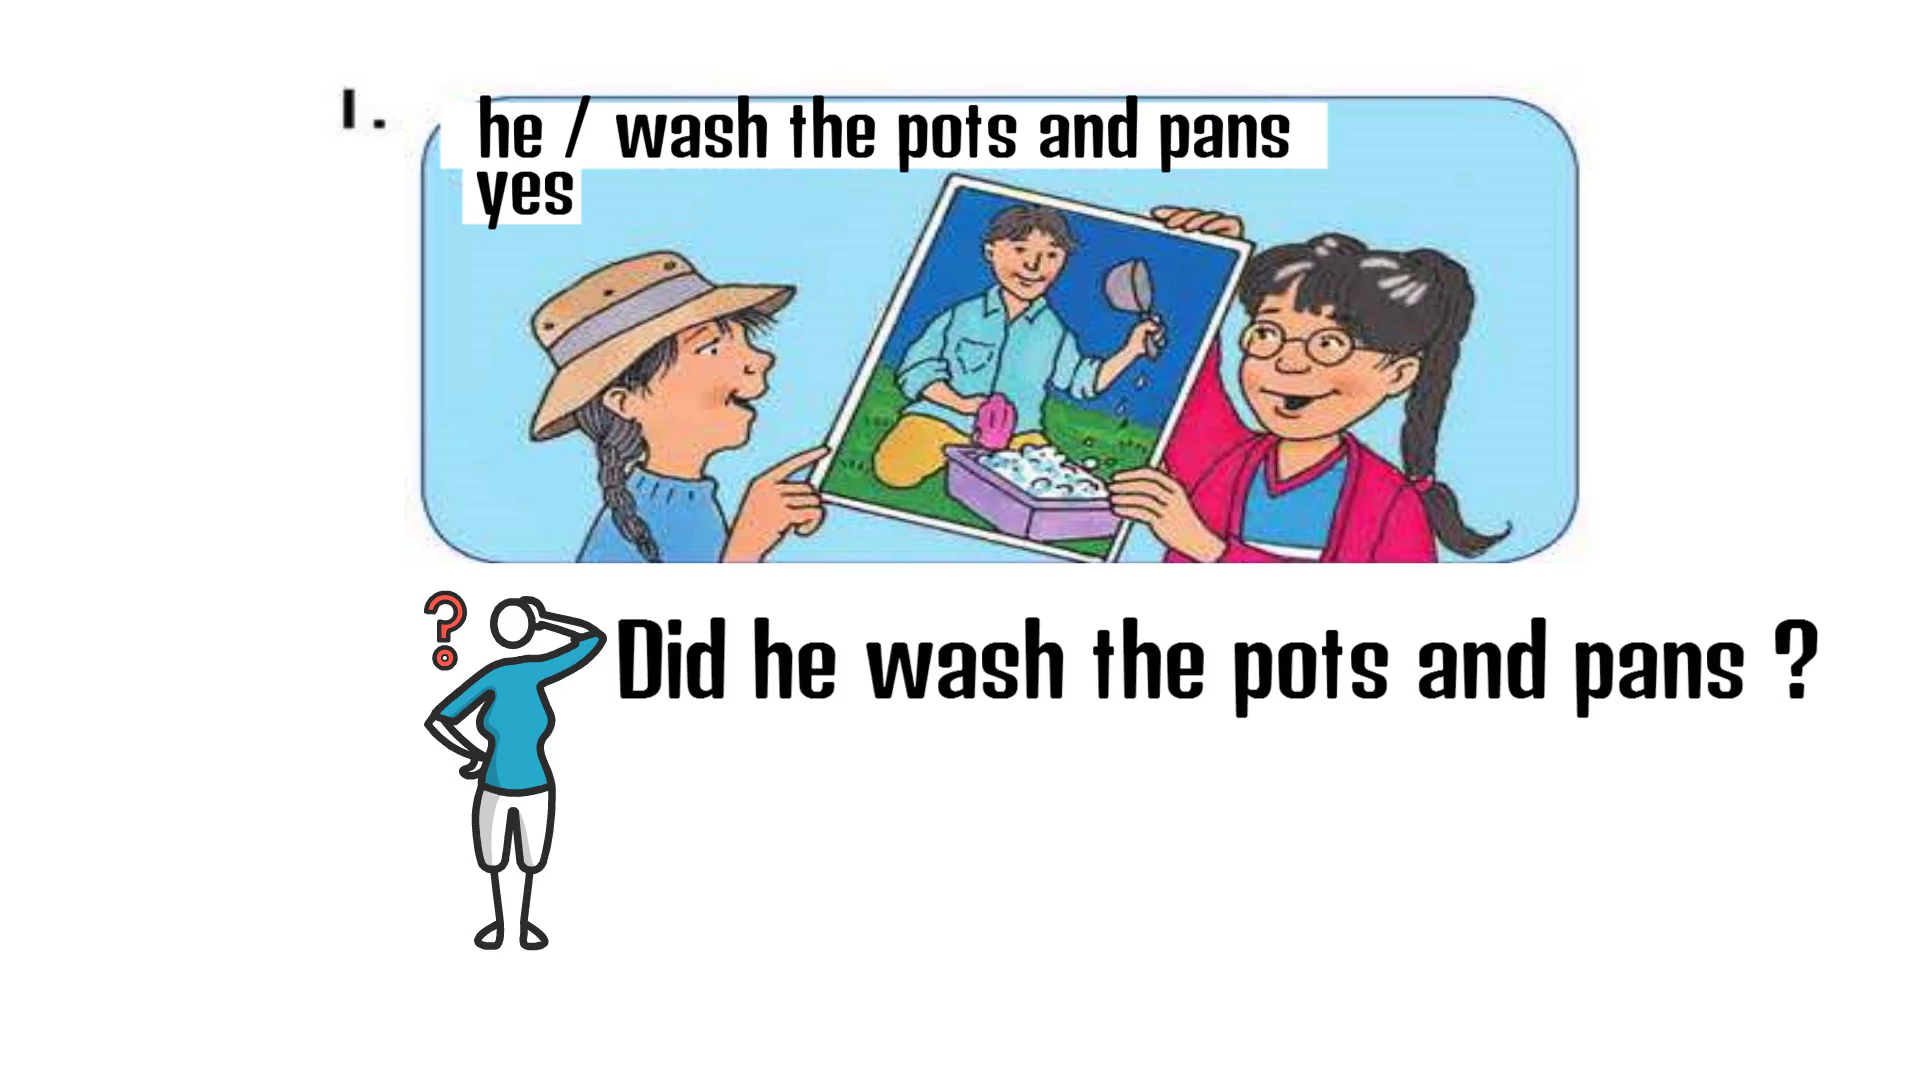 1.
he / wash the pots and pans
yes
?
Did he wash the pots and pans ?